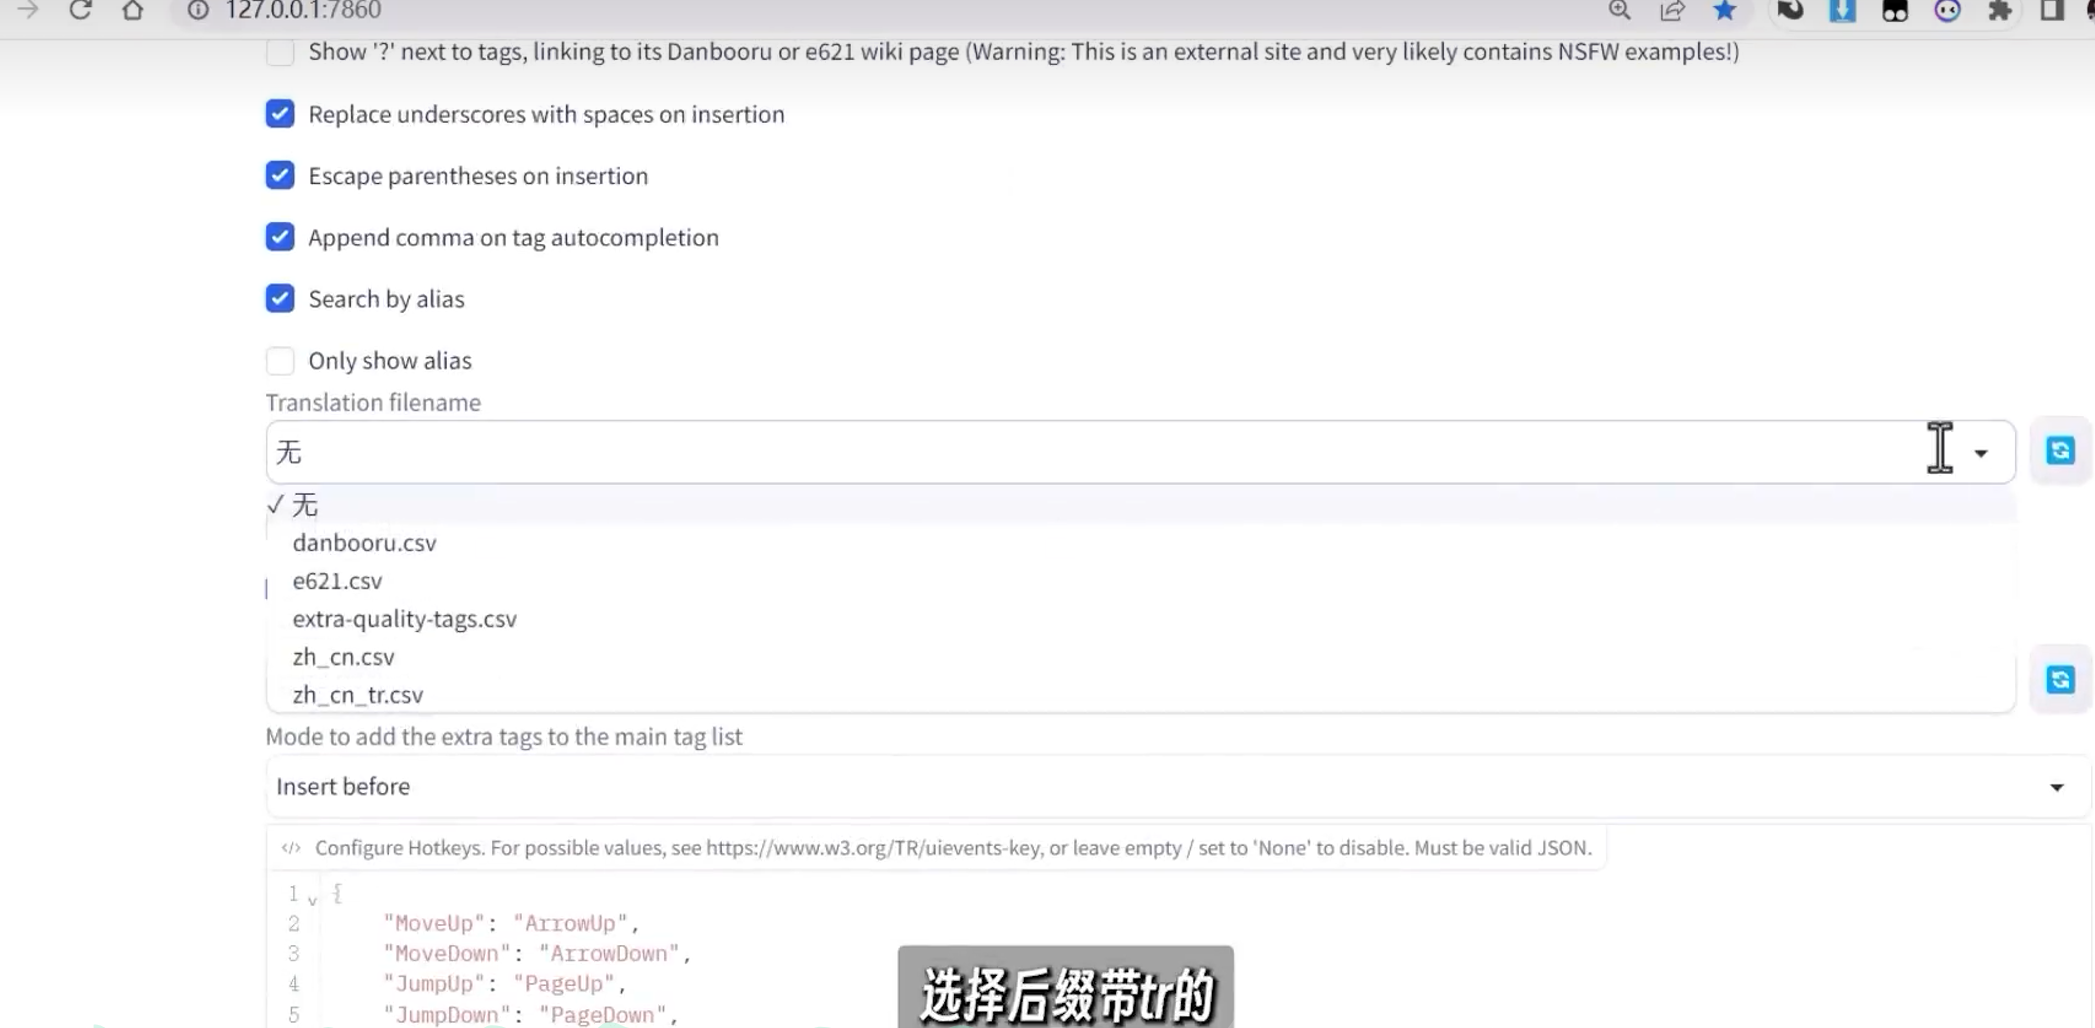 127.0.0.1:7860
Show '?' next to tags, linking to its Danbooru or e621 wiki page (Warning: This is an external site and very likely contains NSFW examples!)
Replace underscores with spaces on insertion
Escape parentheses on insertion
Append comma on tag autocompletion
Search by alias
Only show alias
Translation filename
无
✓ 无
danbooru.csv
e621.csv
extra-quality-tags.csv
zh_cn.csv
zh_cn_tr.csv
Mode to add the extra tags to the main tag list
Insert before
</> Configure Hotkeys. For possible values, see https://www.w3.org/TR/uievents-key, or leave empty / set to 'None' to disable. Must be valid JSON.
1 {
2 "MoveUp": "ArrowUp",
3 "MoveDown": "ArrowDown",
4 "JumpUp": "PageUp",
5 "JumpDown": "PageDown",
选择后缀带tr的